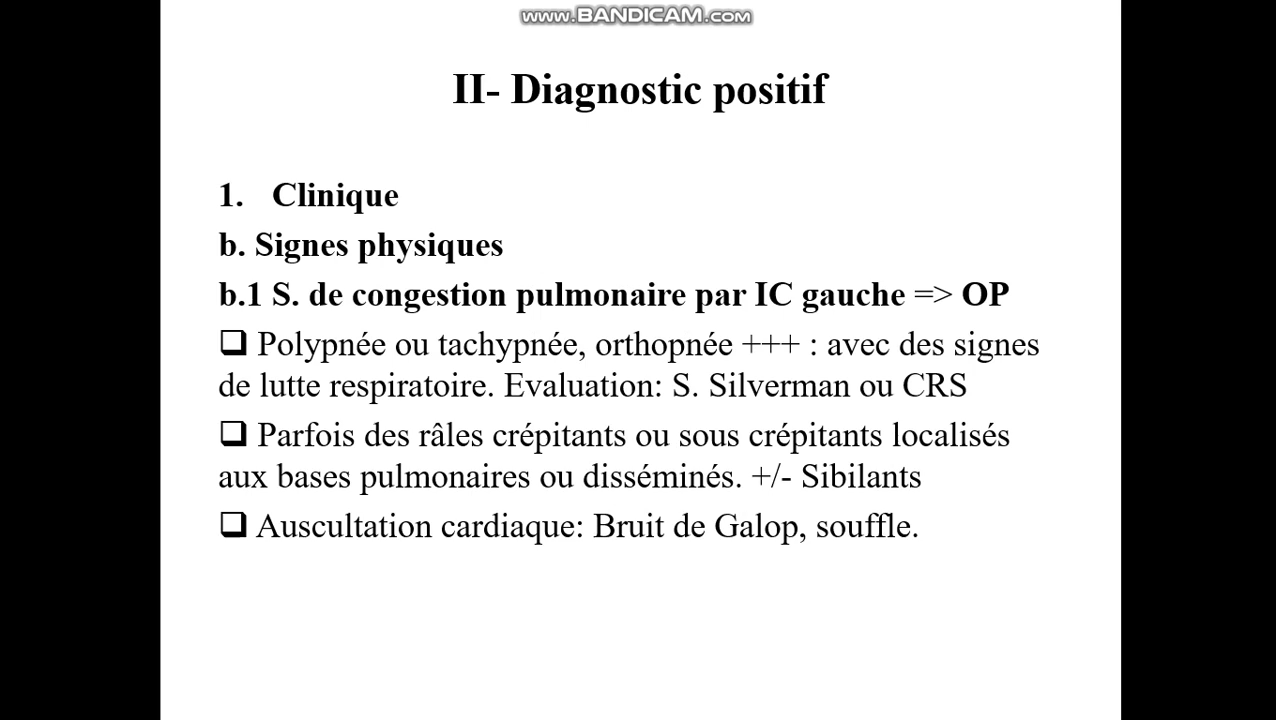 www.BANDICAM.com
II- Diagnostic positif
1. Clinique
b. Signes physiques
b.1 S. de congestion pulmonaire par IC gauche => OP
❑ Polypnée ou tachypnée, orthopnée +++ : avec des signes
de lutte respiratoire. Evaluation: S. Silverman ou CRS
❑ Parfois des râles crépitants ou sous crépitants localisés
aux bases pulmonaires ou disséminés. +/- Sibilants
❑ Auscultation cardiaque: Bruit de Galop, souffle.